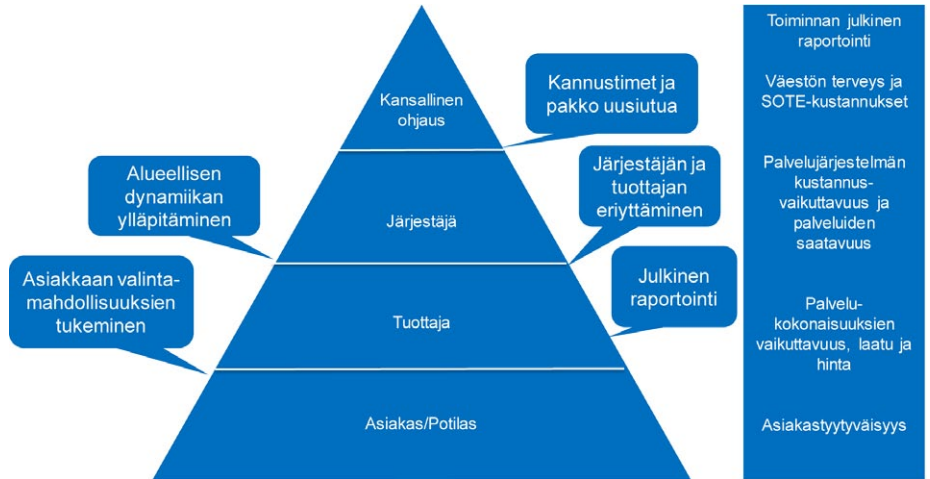 Kansallinen
ohjaus
Järjestäjä
Tuottaja
Asiakas/Potilas
Kannustimet ja
pakko uusiutua
Alueellisen
dynamiikan
ylläpitäminen
Järjestäjän ja
tuottajan
eriyttäminen
Asiakkaan valinta-
mahdollisuuksien
tukeminen
Julkinen
raportointi
Toiminnan julkinen
raportointi
Väestön terveys ja
SOTE-kustannukset
Palvelujärjestelmän
kustannus-
vaikuttavuus ja
palveluiden
saatavuus
Palvelu-
kokonaisuuksien
vaikuttavuus, laatu ja
hinta
Asiakastyytyväisyys